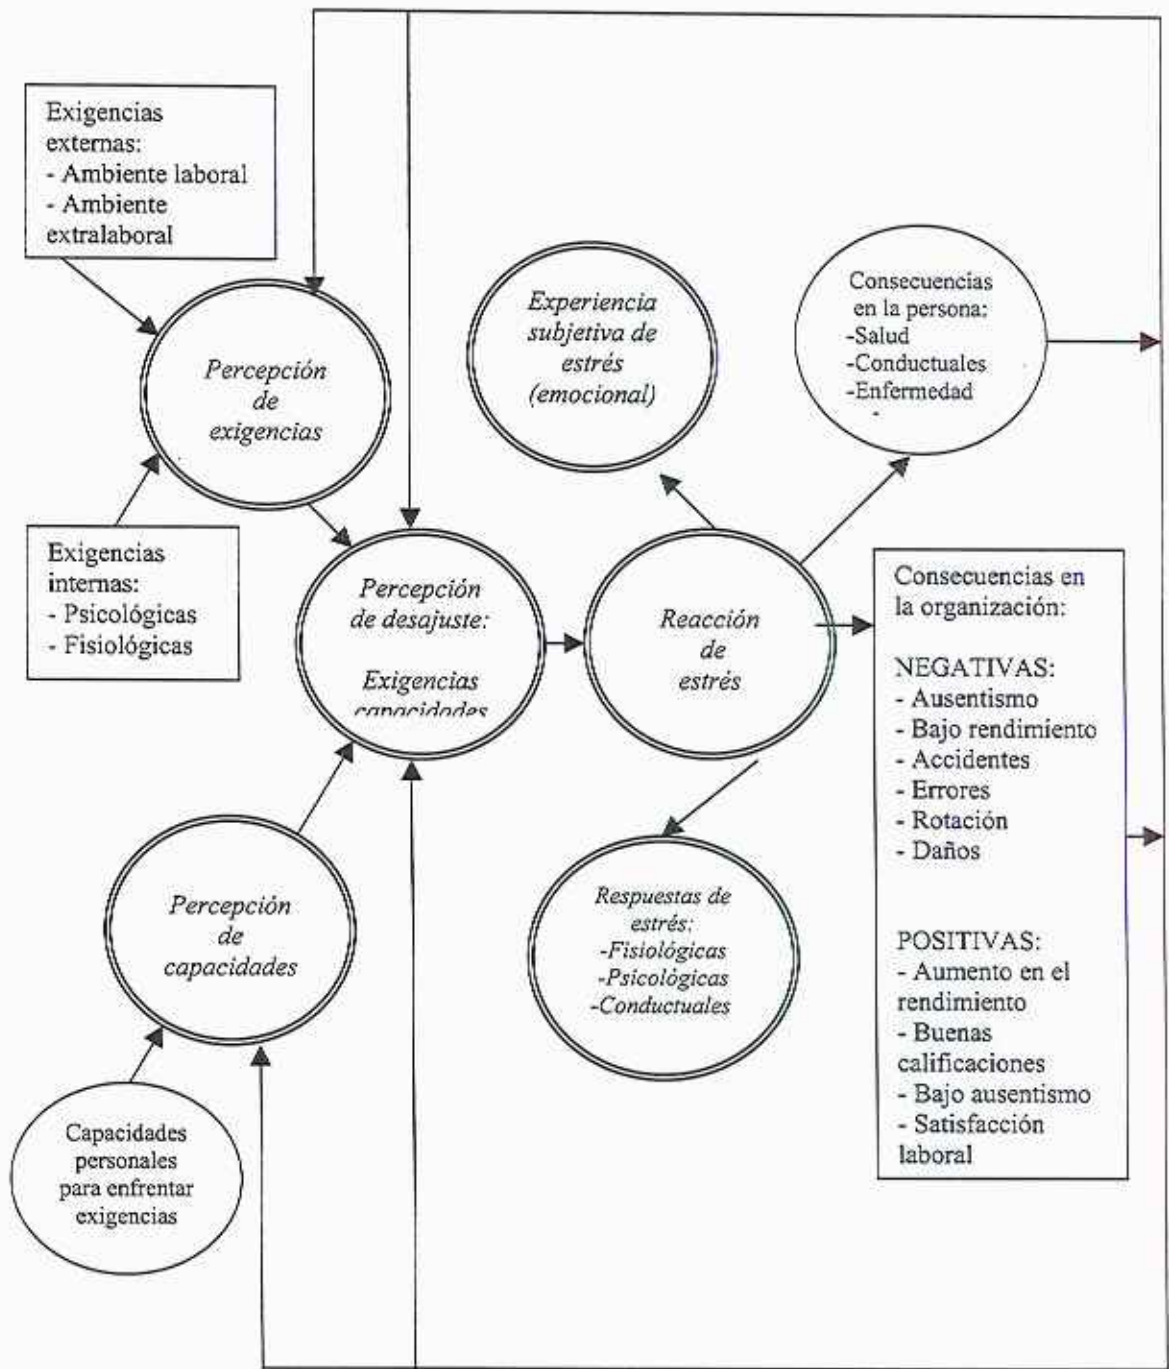 Exigencias
externas:
- Ambiente laboral
- Ambiente
extralaboral
Percepción
de
exigencias
Exigencias
internas:
- Psicológicas
- Fisiológicas
Experiencia
subjetiva de
estrés
(emocional)
Consecuencias
en la persona:
-Salud
-Conductuales
-Enfermedad
-
Percepción
de desajuste:
Exigencias
capacidades
Reacción
de
estrés
Consecuencias en
la organización:
NEGATIVAS:
- Ausentismo
- Bajo rendimiento
- Accidentes
- Errores
- Rotación
- Daños
POSITIVAS:
- Aumento en el
rendimiento
- Buenas
calificaciones
- Bajo ausentismo
- Satisfacción
laboral
Percepción
de
capacidades
Respuestas de
estrés:
-Fisiológicas
-Psicológicas
-Conductuales
Capacidades
personales
para enfrentar
exigencias